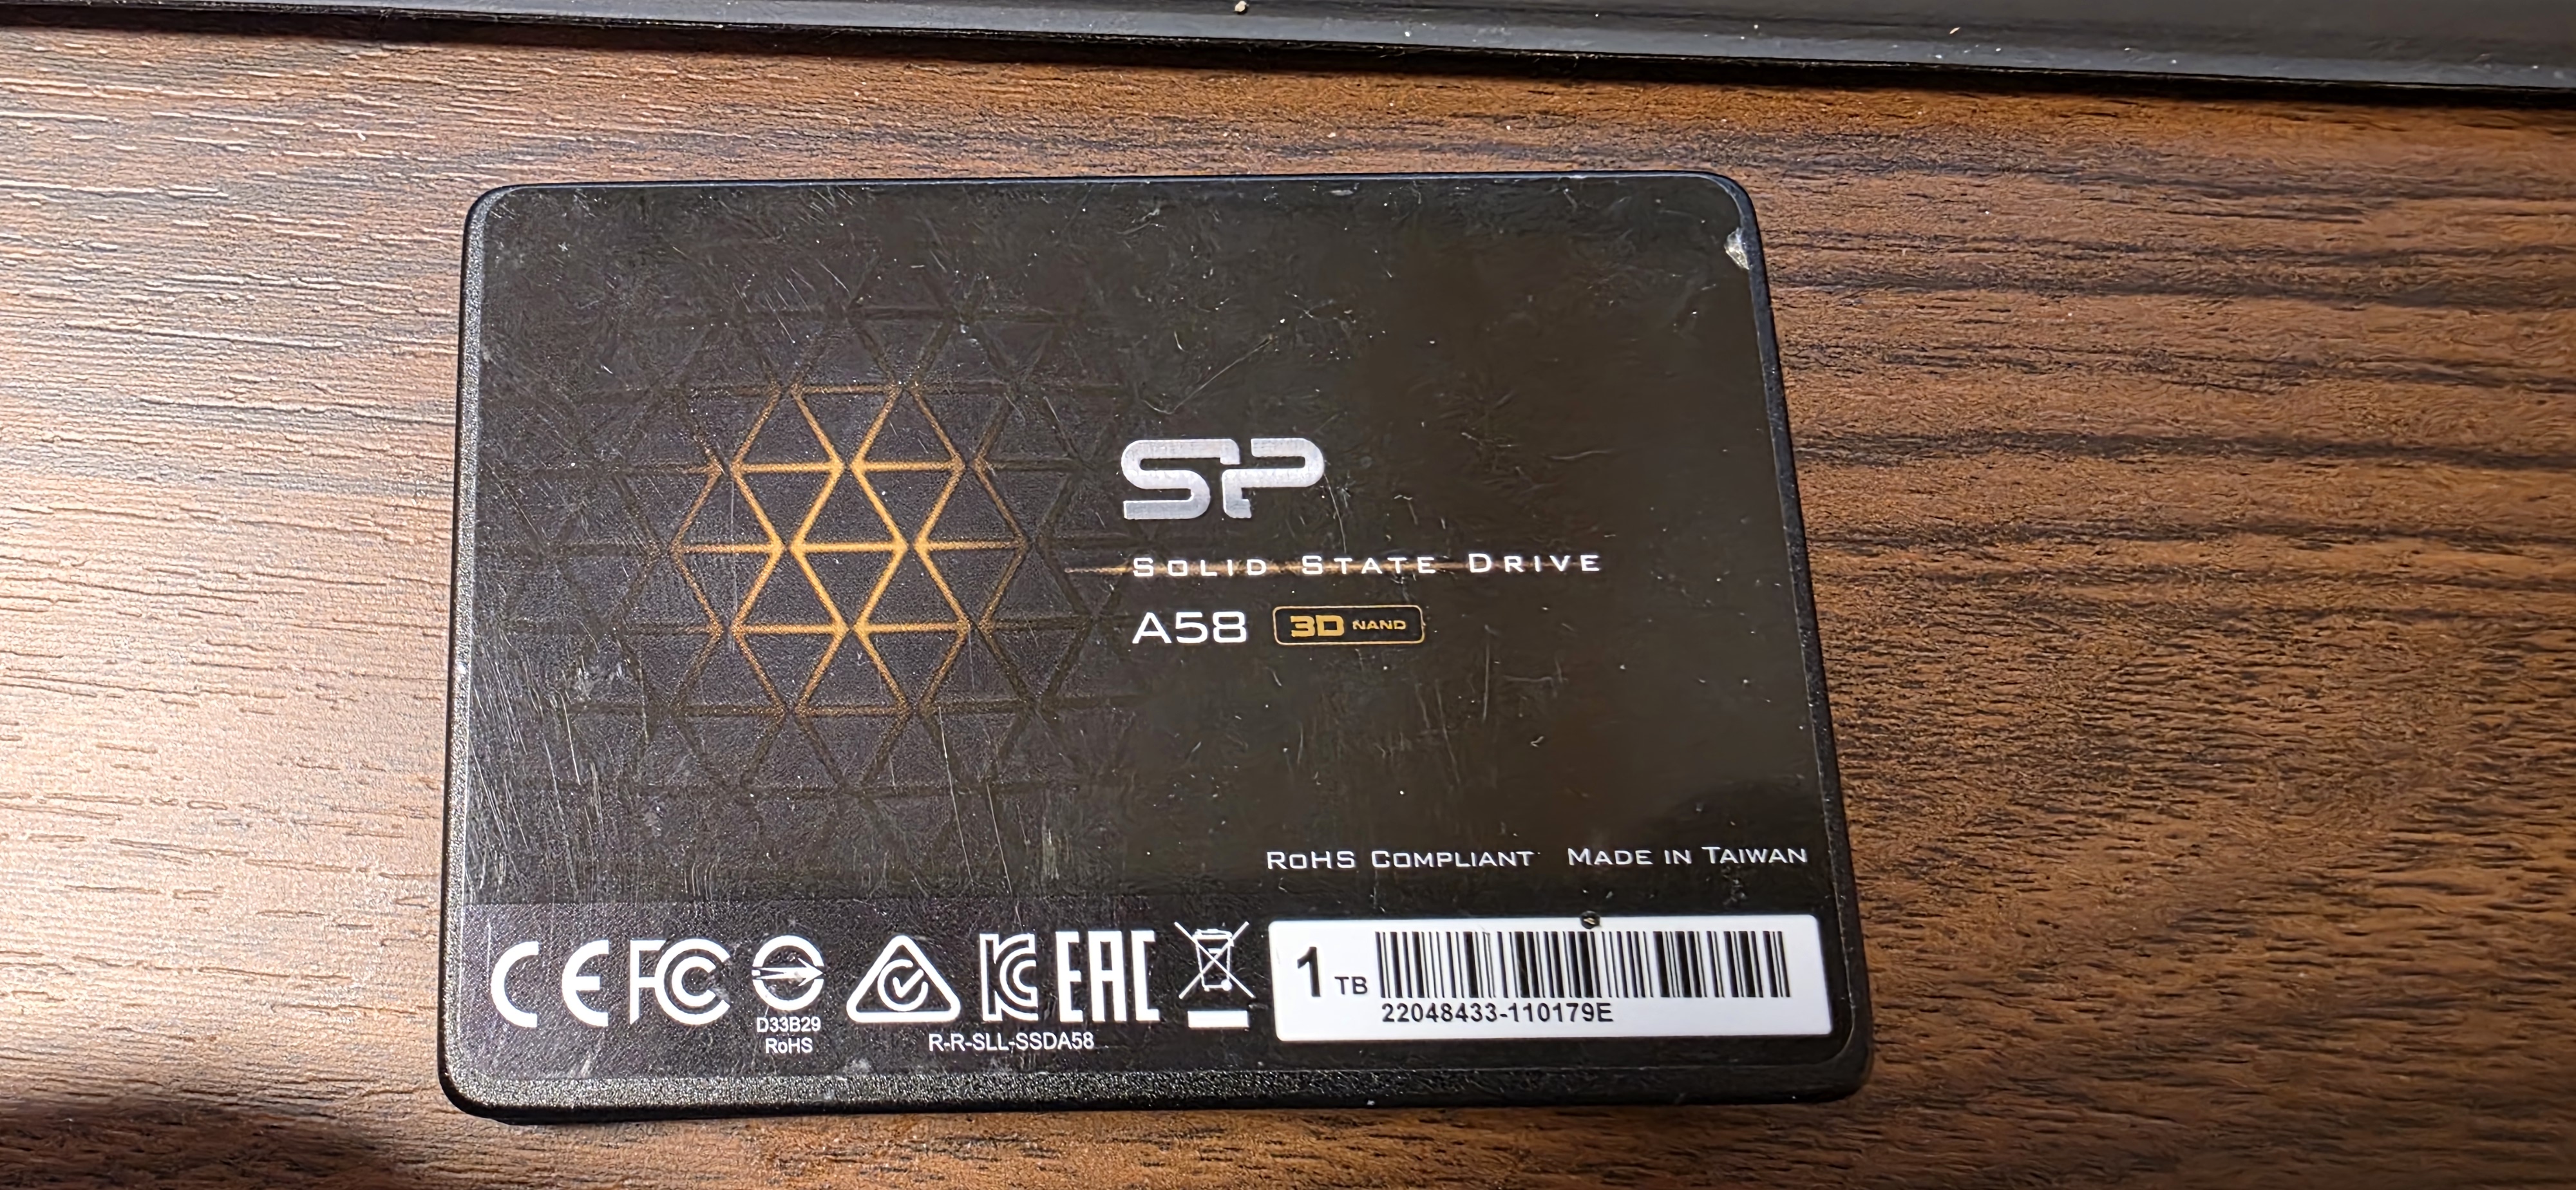 SP
SOLID STATE DRIVE
A58 3D NAND
ROHS COMPLIANT MADE IN TAIWAN
CE FC D33B29 RoHS
KC EAC
R-R-SLL-SSDA58
1 TB
22048433-110179E